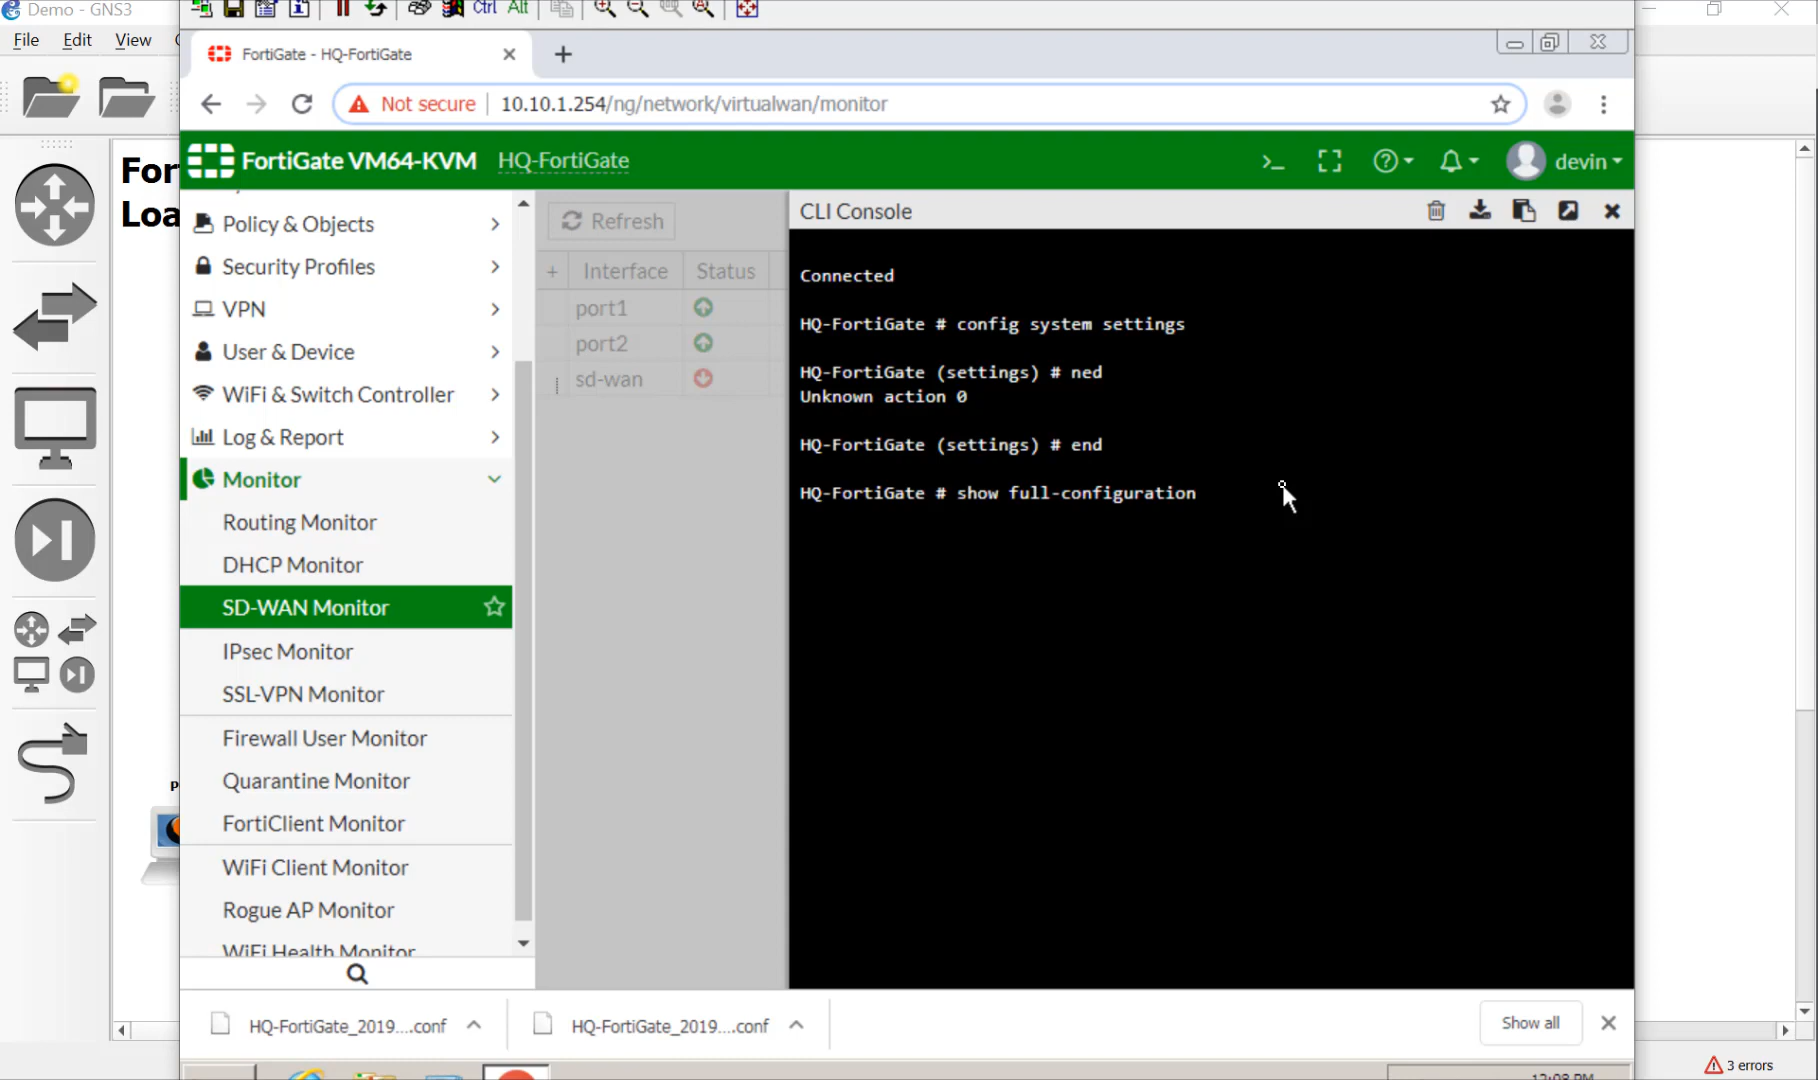 Demo - GNS3
Ctrl Alt
File Edit View
FortiGate - HQ-FortiGate
Not secure 10.10.1.254/ng/network/virtualwan/monitor
For
Loa
FortiGate VM64-KVM HQ-FortiGate
>_
devin
Policy & Objects
Security Profiles
VPN
User & Device
WiFi & Switch Controller
Log & Report
Monitor
Routing Monitor
DHCP Monitor
SD-WAN Monitor
IPsec Monitor
SSL-VPN Monitor
Firewall User Monitor
Quarantine Monitor
FortiClient Monitor
WiFi Client Monitor
Rogue AP Monitor
WiFi Health Monitor
Refresh
+ Interface Status
port1
port2
sd-wan
CLI Console
Connected
HQ-FortiGate # config system settings
HQ-FortiGate (settings) # ned
Unknown action 0
HQ-FortiGate (settings) # end
HQ-FortiGate # show full-configuration
p
HQ-FortiGate_2019....conf
HQ-FortiGate_2019....conf
Show all
3 errors